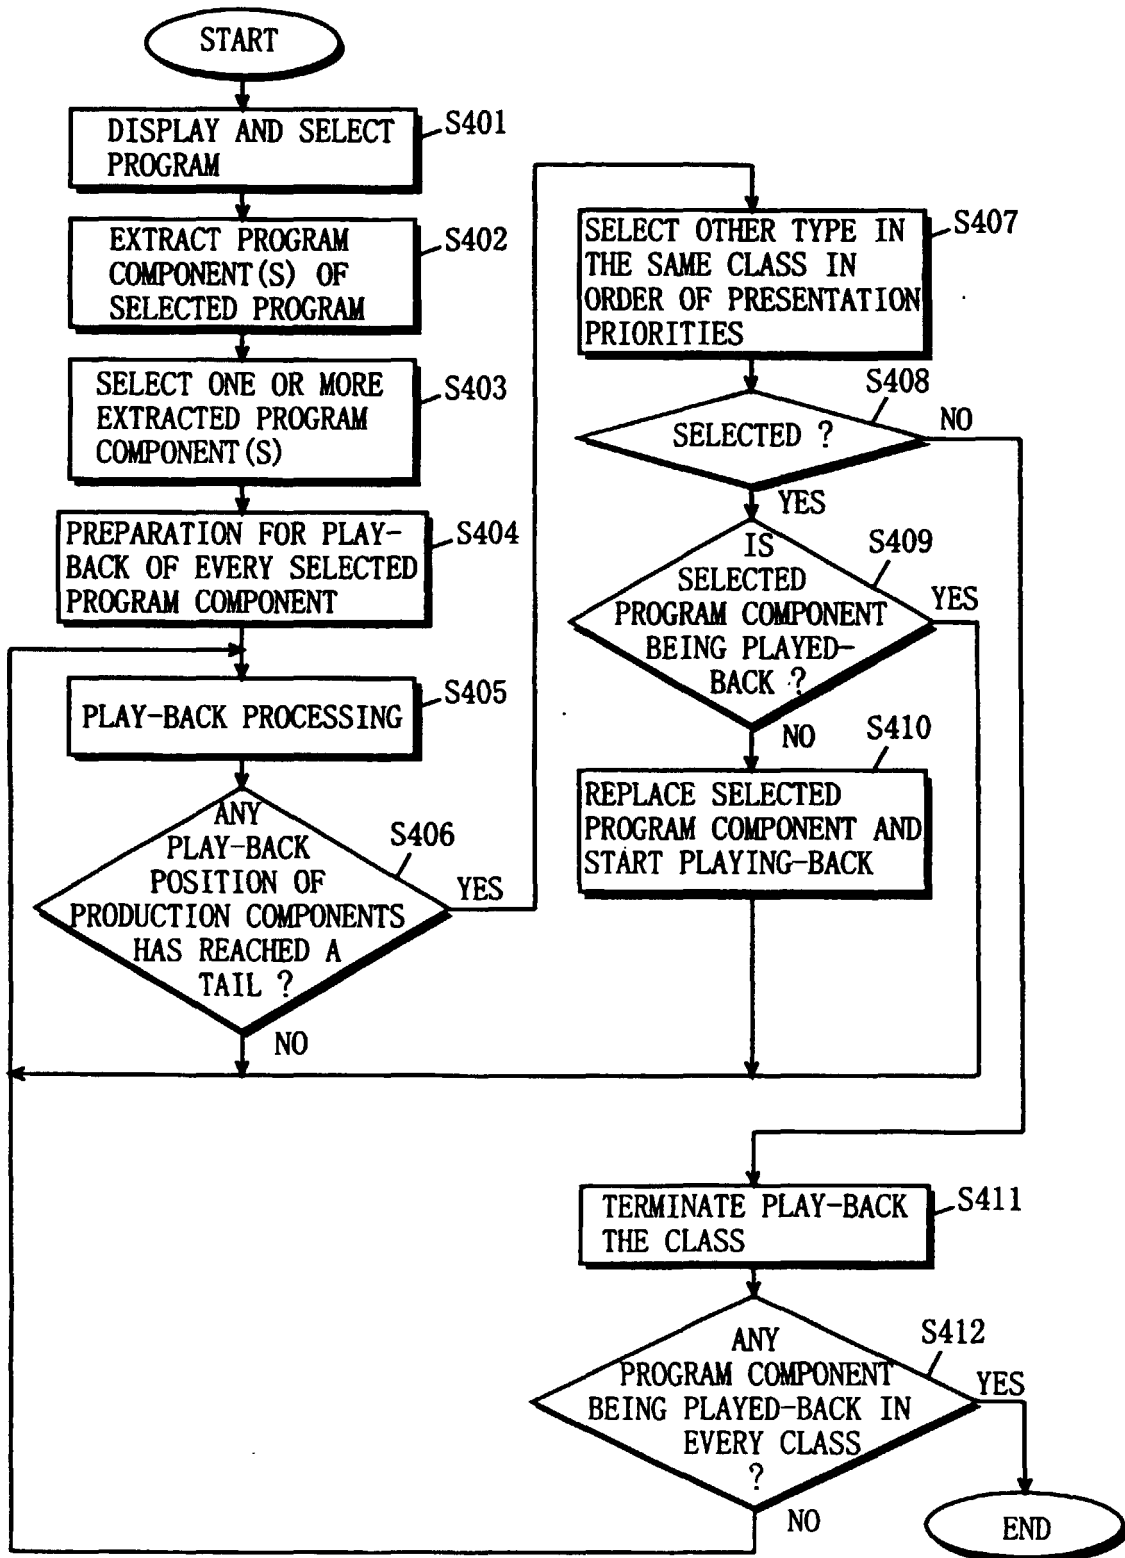 START
DISPLAY AND SELECT
PROGRAM
S401
EXTRACT PROGRAM
COMPONENT(S) OF
SELECTED PROGRAM
S402
SELECT ONE OR MORE
EXTRACTED PROGRAM
COMPONENT(S)
S403
PREPARATION FOR PLAY-
BACK OF EVERY SELECTED
PROGRAM COMPONENT
S404
PLAY-BACK PROCESSING
S405
ANY
PLAY-BACK
POSITION OF
PRODUCTION COMPONENTS
HAS REACHED A
TAIL ?
S406
YES
NO
SELECT OTHER TYPE IN
THE SAME CLASS IN
ORDER OF PRESENTATION
PRIORITIES
S407
SELECTED ?
S408
NO
YES
IS
SELECTED
PROGRAM COMPONENT
BEING PLAYED-
BACK ?
S409
YES
NO
REPLACE SELECTED
PROGRAM COMPONENT AND
START PLAYING-BACK
S410
TERMINATE PLAY-BACK
THE CLASS
S411
ANY
PROGRAM COMPONENT
BEING PLAYED-BACK IN
EVERY CLASS
?
S412
YES
NO
END